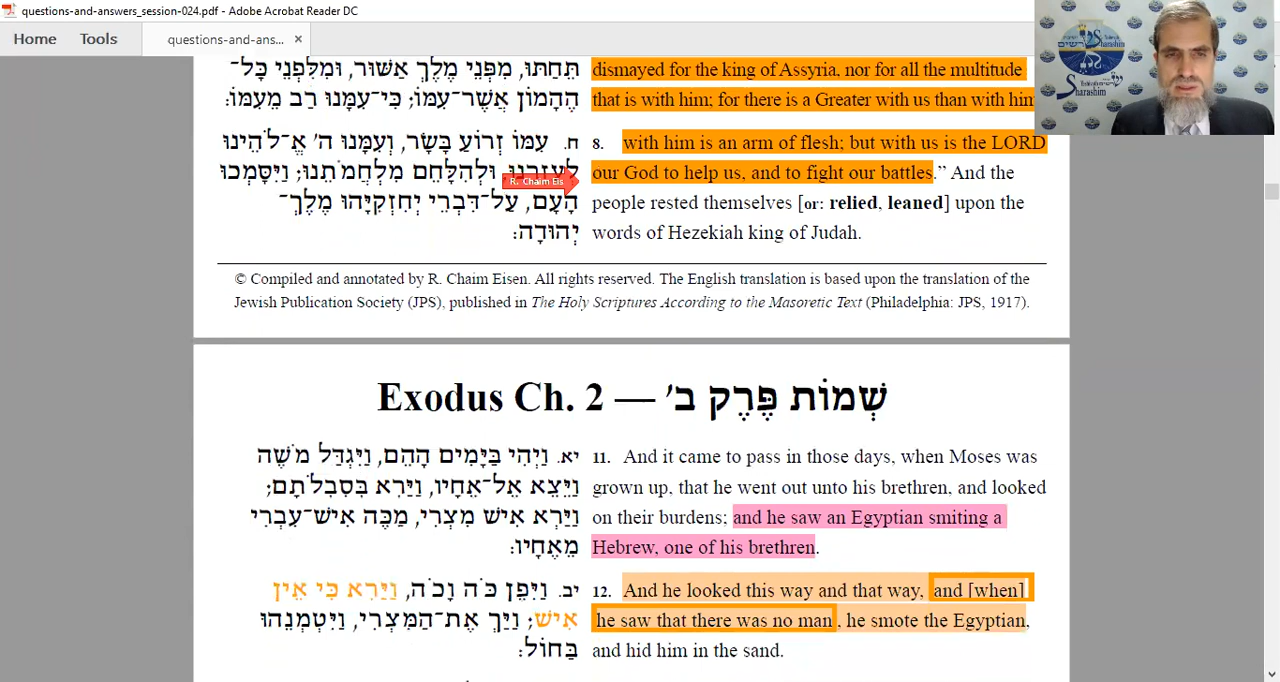 questions-and-answers_session-024.pdf - Adobe Acrobat Reader DC
Home Tools questions-and-ans... ×
תֵּחַתּוּ, מִפְּנֵי מֶלֶךְ אַשּׁוּר, וּמִלִּפְנֵי כָּל־
הֶהָמוֹן אֲשֶׁר־עִמּוֹ; כִּי־עִמָּנוּ רַב מֵעִמּוֹ:
ח. עִמּוֹ זְרוֹעַ בָּשָׂר, וְעִמָּנוּ ה' אֱ־לֹהֵינוּ
לְעָזְרֵנוּ, וּלְהִלָּחֵם מִלְחֲמֹתֵנוּ; וַיִּסָּמְכוּ
הָעָם, עַל־דִּבְרֵי יְחִזְקִיָּהוּ מֶלֶךְ־
יְהוּדָה:
dismayed for the king of Assyria, nor for all the multitude
that is with him; for there is a Greater with us than with him
8. with him is an arm of flesh; but with us is the LORD
our God to help us, and to fight our battles.” And the
people rested themselves [or: relied, leaned] upon the
words of Hezekiah king of Judah.
R. Chaim Eis
© Compiled and annotated by R. Chaim Eisen. All rights reserved. The English translation is based upon the translation of the
Jewish Publication Society (JPS), published in The Holy Scriptures According to the Masoretic Text (Philadelphia: JPS, 1917).
Exodus Ch. 2 — שְׁמוֹת פֶּרֶק ב'
יא. וַיְהִי בַּיָּמִים הָהֵם, וַיִּגְדַּל מֹשֶׁה
וַיֵּצֵא אֶל־אֶחָיו, וַיַּרְא בְּסִבְלֹתָם;
וַיַּרְא אִישׁ מִצְרִי, מַכֶּה אִישׁ־עִבְרִי
מֵאֶחָיו:
11. And it came to pass in those days, when Moses was
grown up, that he went out unto his brethren, and looked
on their burdens; and he saw an Egyptian smiting a
Hebrew, one of his brethren.
יב. וַיִּפֶן כֹּה וָכֹה, וַיַּרְא כִּי אֵין
אִישׁ; וַיַּךְ אֶת־הַמִּצְרִי, וַיִּטְמְנֵהוּ
בַּחוֹל:
12. And he looked this way and that way, and [when]
he saw that there was no man, he smote the Egyptian,
and hid him in the sand.
Sharashim